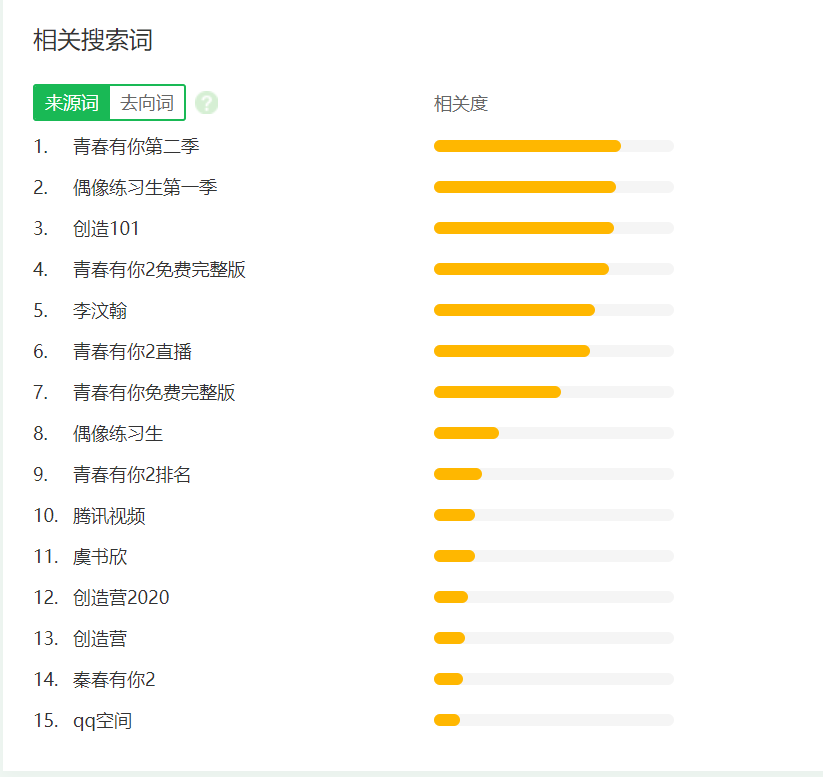 相关搜索词
来源词 去向词 ? 相关度
1. 青春有你第二季
2. 偶像练习生第一季
3. 创造101
4. 青春有你2免费完整版
5. 李汶翰
6. 青春有你2直播
7. 青春有你免费完整版
8. 偶像练习生
9. 青春有你2排名
10. 腾讯视频
11. 虞书欣
12. 创造营2020
13. 创造营
14. 秦春有你2
15. qq空间